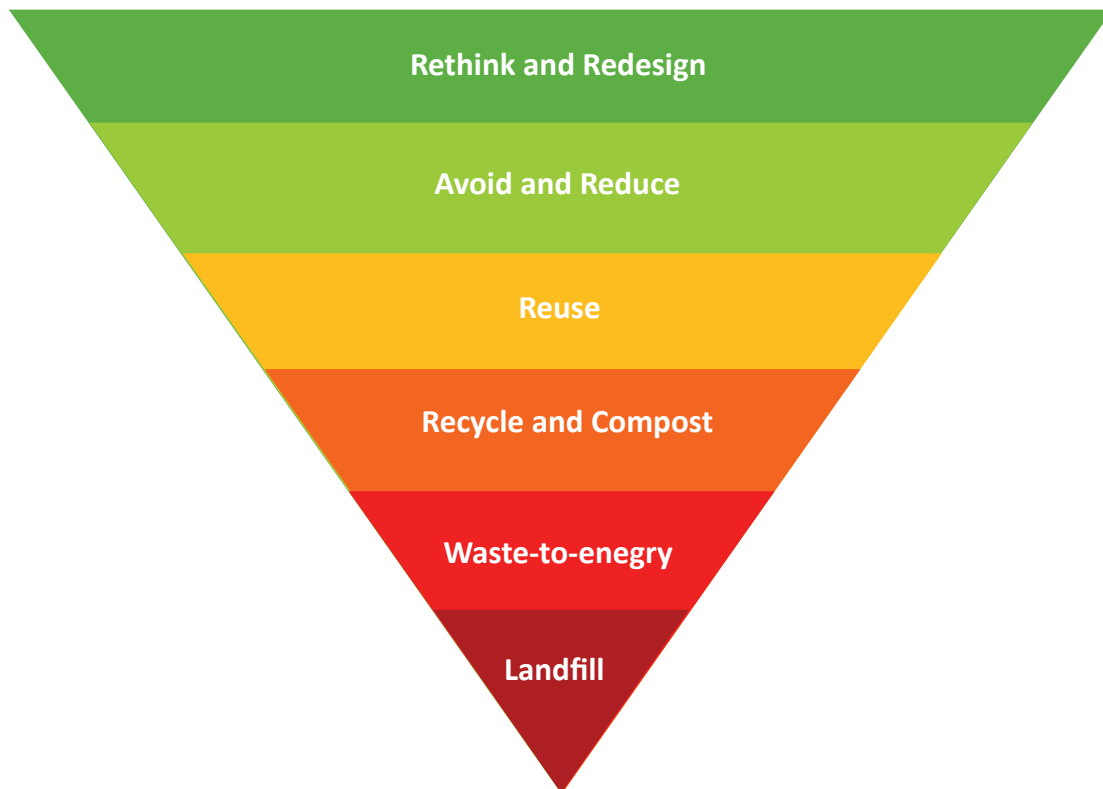 Rethink and Redesign
Avoid and Reduce
Reuse
Recycle and Compost
Waste-to-enegry
Landfill